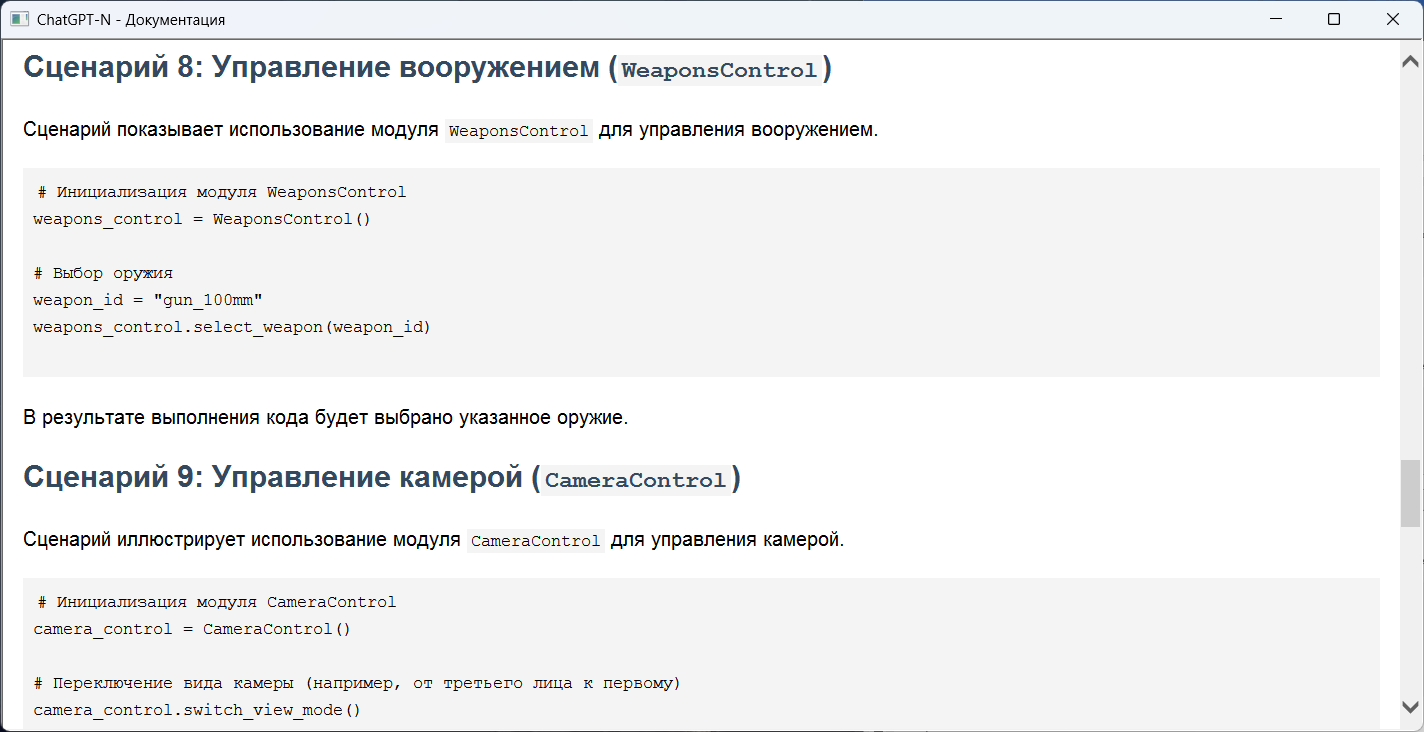 ChatGPT-N - Документация
Сценарий 8: Управление вооружением (WeaponsControl)
Сценарий показывает использование модуля WeaponsControl для управления вооружением.
# Инициализация модуля WeaponsControl
weapons_control = WeaponsControl()
# Выбор оружия
weapon_id = "gun_100mm"
weapons_control.select_weapon(weapon_id)
В результате выполнения кода будет выбрано указанное оружие.
Сценарий 9: Управление камерой (CameraControl)
Сценарий иллюстрирует использование модуля CameraControl для управления камерой.
# Инициализация модуля CameraControl
camera_control = CameraControl()
# Переключение вида камеры (например, от третьего лица к первому)
camera_control.switch_view_mode()